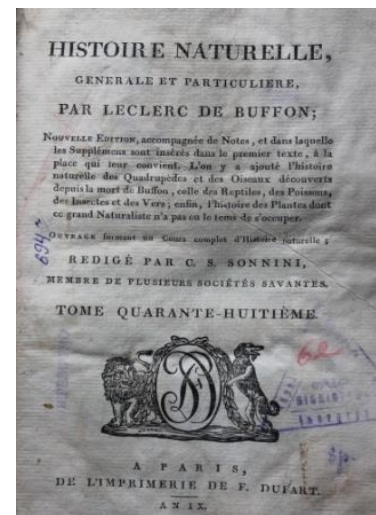 HISTOIRE NATURELLE,
GENERALE ET PARTICULIERE,
PAR LECLERC DE BUFFON;
NOUVELLE EDITION, accompagnée de Notes, et dans laquelle
les Supplémens sont insérés dans le premier texte, à la
place qui leur convient. L'on y a ajouté l'histoire
naturelle des Quadrupèdes et des Oiseaux découverts
depuis la mort de Buffon, celle des Reptiles, des Poissons,
des Insectes et des Vers; enfin, l'histoire des Plantes dont
ce grand Naturaliste n'a pas eu le tems de s'occuper.
OUVRAGE formant un Cours complet d'Histoire naturelle;
REDIGÉ PAR C. S. SONNINI,
MEMBRE DE PLUSIEURS SOCIÉTÉS SAVANTES.
TOME QUARANTE-HUITIÈME
62
A PARIS,
DE L'IMPRIMERIE DE F. DUFART.
AN IX.